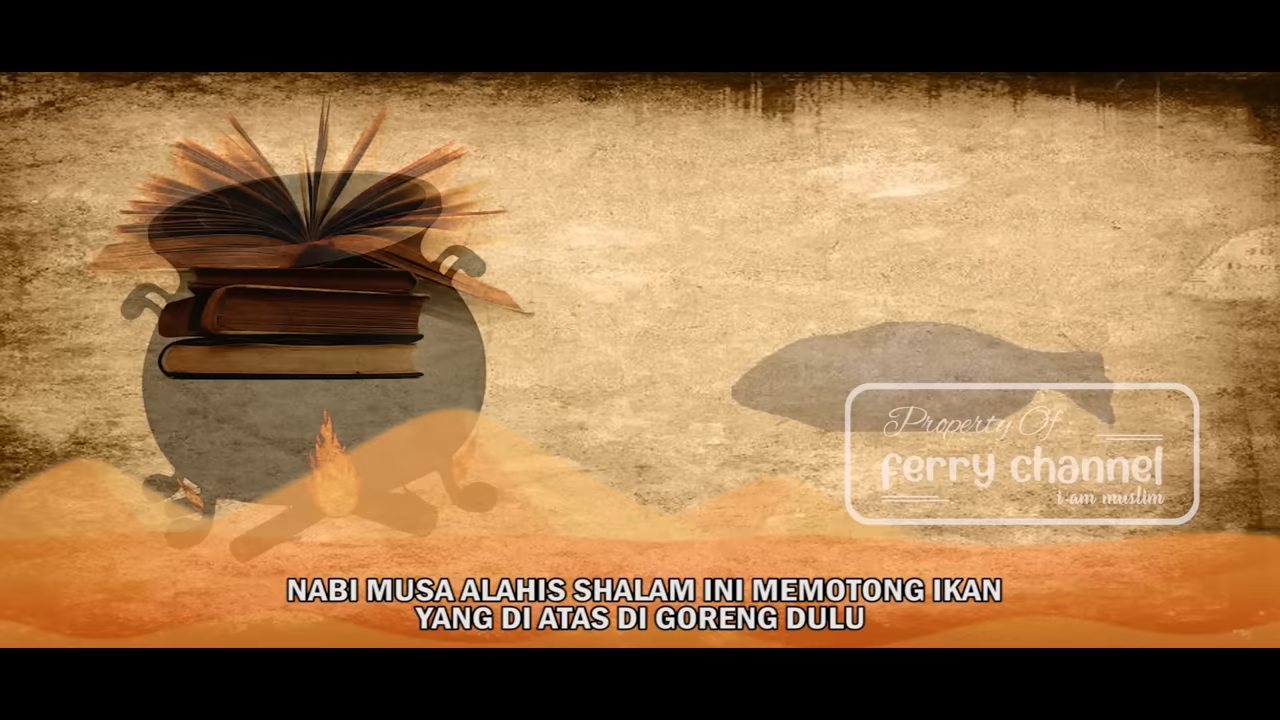 Property Of :
ferry channel
i am muslim
NABI MUSA ALAHIS SHALAM INI MEMOTONG IKAN
YANG DI ATAS DI GORENG DULU